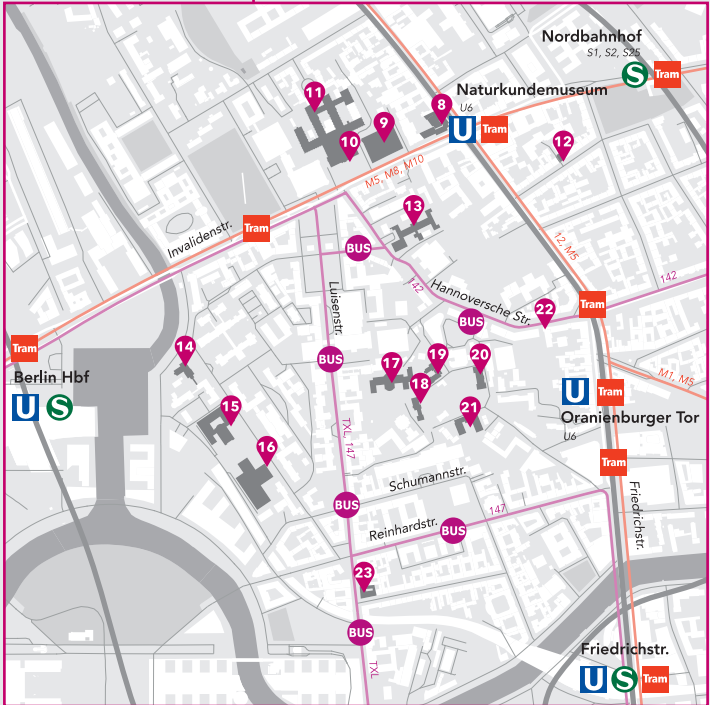 Nordbahnhof
S1, S2, S25
S
Tram
11
Naturkundemuseum
8
U6
9
U
Tram
10
12
M5, M8, M10
13
Invalidenstr.
Tram
12, M5
BUS
142
142
Luisenstr.
Hannoversche Str.
22
Tram
BUS
14
Tram
BUS
17
19
20
M1, M5
Berlin Hbf
U
S
18
U
Tram
15
21
Oranienburger Tor
U6
TXL, 147
16
Tram
Schumannstr.
Friedrichstr.
BUS
147
Reinhardstr.
BUS
23
BUS
Friedrichstr.
TXL
U
S
Tram